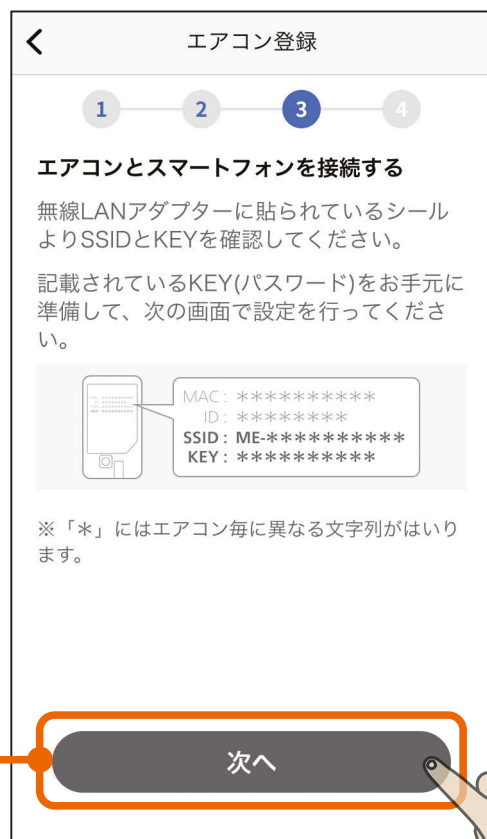 エアコン登録
1 2 3 4
エアコンとスマートフォンを接続する
無線LANアダプターに貼られているシール
よりSSIDとKEYを確認してください。
記載されているKEY(パスワード)をお手元に
準備して、次の画面で設定を行ってくださ
い。
MAC : **********
ID : ********
SSID : ME-**********
KEY : **********
※「*」にはエアコン毎に異なる文字列がはいり
ます。
次へ